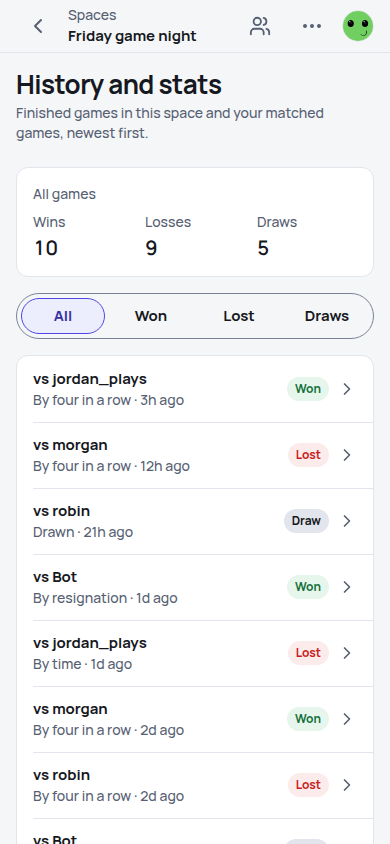 Spaces
Friday game night
History and stats
Finished games in this space and your matched
games, newest first.
All games
Wins
Losses
Draws
10
9
5
All
Won
Lost
Draws
vs jordan_plays
By four in a row · 3h ago
Won
vs morgan
By four in a row · 12h ago
Lost
vs robin
Drawn · 21h ago
Draw
vs Bot
By resignation · 1d ago
Won
vs jordan_plays
By time · 1d ago
Lost
vs morgan
By four in a row · 2d ago
Won
vs robin
By four in a row · 2d ago
Lost
vs Bot